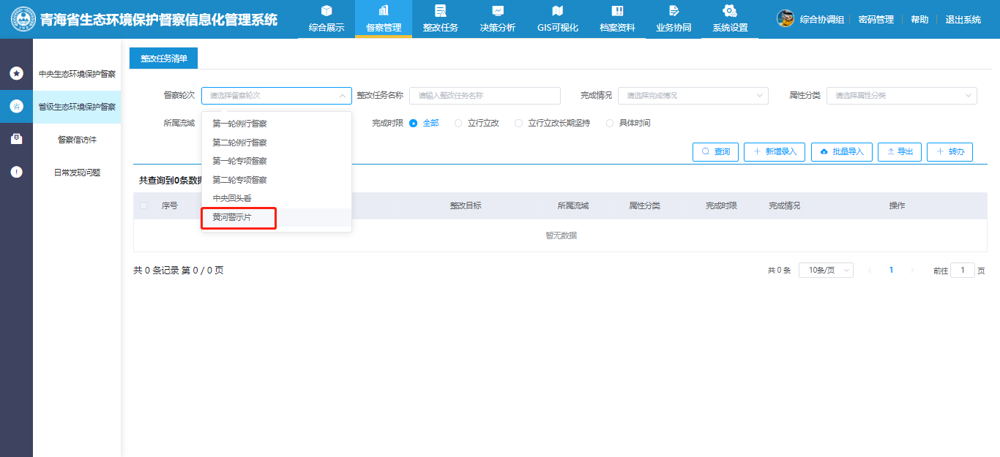 青海省生态环境保护督察信息化管理系统
综合展示
督察管理
整改任务
决策分析
GIS可视化
档案资料
业务协同
系统设置
综合协调组
密码管理
帮助
退出系统
中央生态环境保护督察
省
省级生态环境保护督察
督察信访件
日常发现问题
整改任务清单
督察轮次 请选择督察轮次
整改任务名称 请输入整改任务名称
完成情况 请选择完成情况
属性分类 请选择属性分类
所属流域
完成时限 全部 立行立改 立行立改长期坚持 具体时间
第一轮例行督察
第二轮例行督察
第一轮专项督察
第二轮专项督察
中央回头看
黄河警示片
查询 新增录入 批量导入 导出 转办
共查询到0条数据
序号 整改目标 所属流域 属性分类 完成时限 完成情况 操作
暂无数据
共 0 条记录 第 0 / 0 页
共 0 条 10条/页 1 前往 1 页